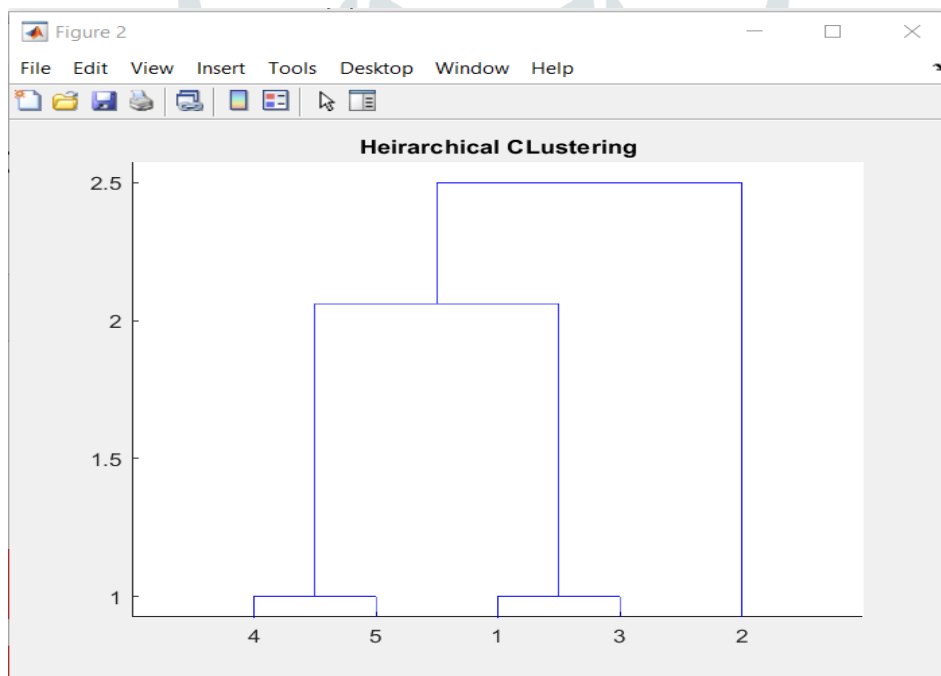 Figure 2
File Edit View Insert Tools Desktop Window Help
Heirarchical CLustering
2.5
2
1.5
1
4 5 1 3 2